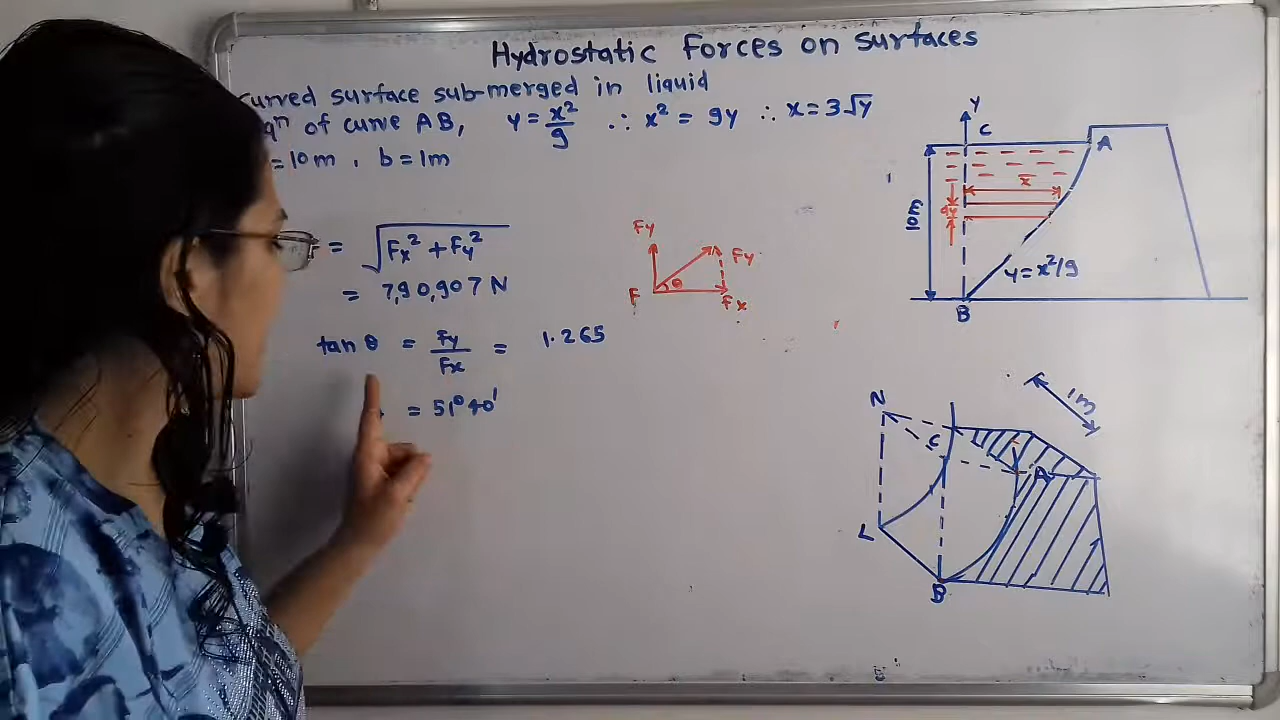 Hydrostatic Forces on surfaces
urved surface sub-merged in liquid
qⁿ of curve AB, y = x²/9 ∴ x² = 9y ∴ x = 3√y
= 10m , b = 1m
= √(Fx² + Fy²)
= 7,90,907 N
tan θ = Fy/Fx = 1.265
= 51° 40'
Fy
Fy
θ
F
Fx
Y
C
A
x
dy
10m
y = x²/9
B
1m
N
C
A
L
B